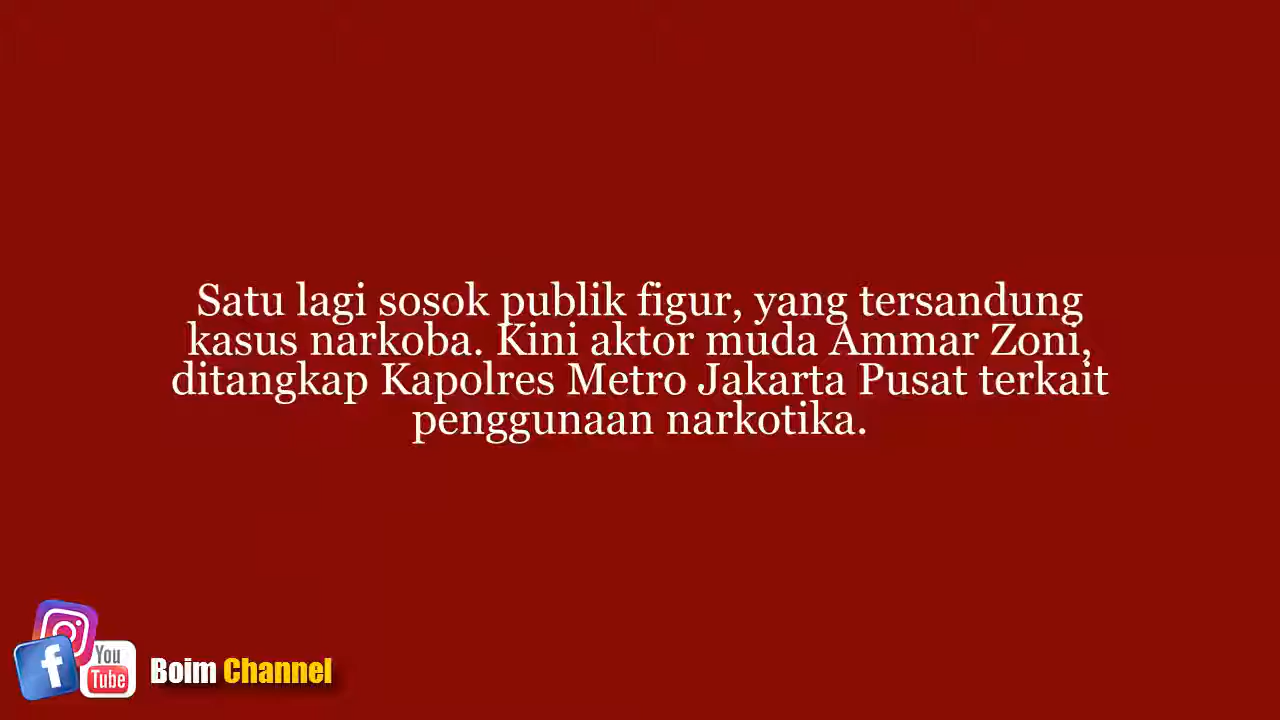 Satu lagi sosok publik figur, yang tersandung
kasus narkoba. Kini aktor muda Ammar Zoni,
ditangkap Kapolres Metro Jakarta Pusat terkait
penggunaan narkotika.
You
Tube
Boim Channel